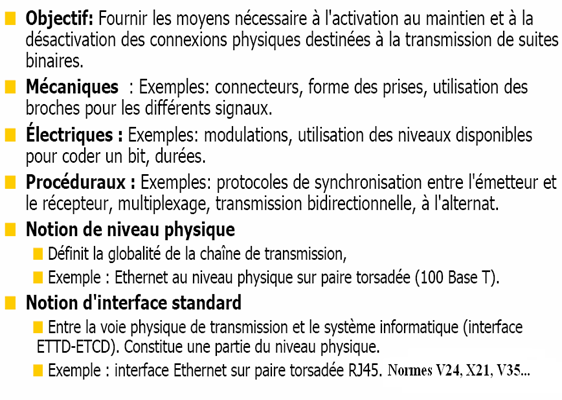 Objectif: Fournir les moyens nécessaire à l'activation au maintien et à la
désactivation des connexions physiques destinées à la transmission de suites
binaires.
Mécaniques : Exemples: connecteurs, forme des prises, utilisation des
broches pour les différents signaux.
Électriques : Exemples: modulations, utilisation des niveaux disponibles
pour coder un bit, durées.
Procéduraux : Exemples: protocoles de synchronisation entre l'émetteur et
le récepteur, multiplexage, transmission bidirectionnelle, à l'alternat.
Notion de niveau physique
Définit la globalité de la chaîne de transmission,
Exemple : Ethernet au niveau physique sur paire torsadée (100 Base T).
Notion d'interface standard
Entre la voie physique de transmission et le système informatique (interface
ETTD-ETCD). Constitue une partie du niveau physique.
Exemple : interface Ethernet sur paire torsadée RJ45. Normes V24, X21, V35...